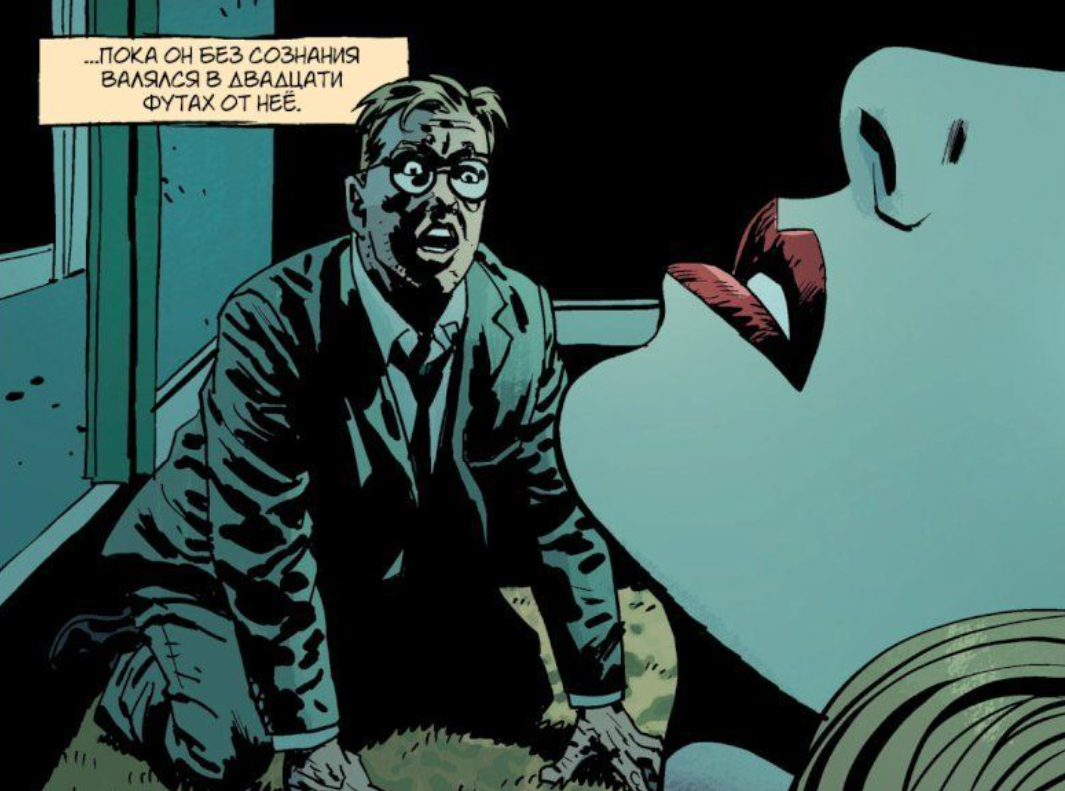 ...ПОКА ОН БЕЗ СОЗНАНИЯ
ВАЛЯЛСЯ В ДВАДЦАТИ
ФУТАХ ОТ НЕЁ.